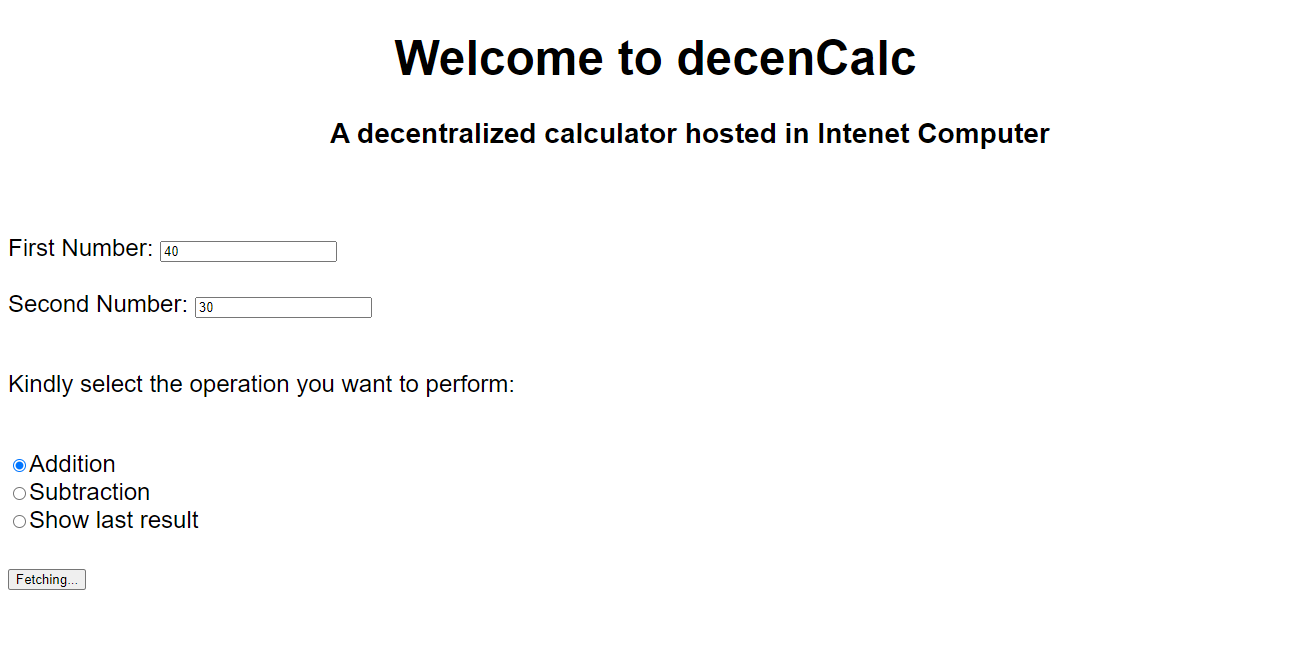 Welcome to decenCalc
A decentralized calculator hosted in Intenet Computer
First Number: 40
Second Number: 30
Kindly select the operation you want to perform:
Addition
Subtraction
Show last result
Fetching...